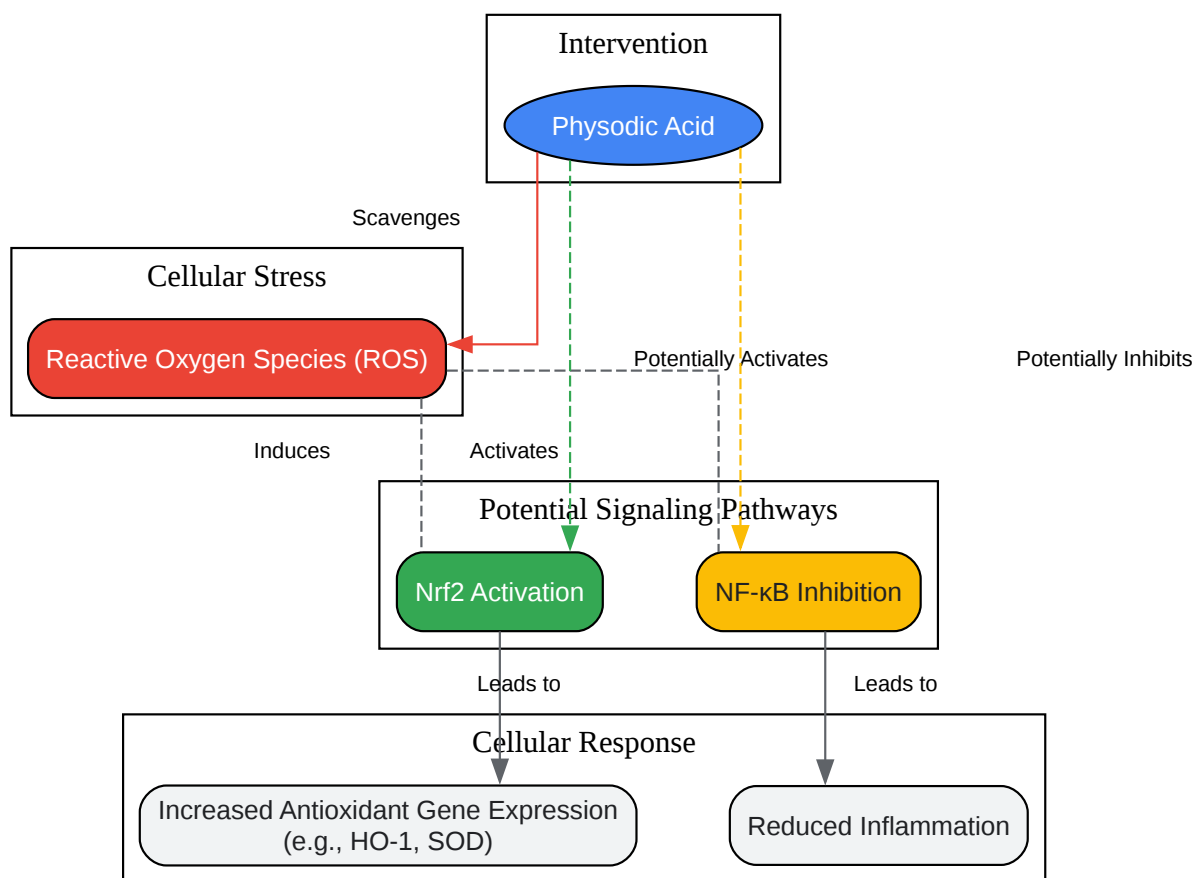 Intervention
Physodic Acid
Scavenges
Cellular Stress
Reactive Oxygen Species (ROS)
Potentially Activates
Potentially Inhibits
Induces
Activates
Potential Signaling Pathways
Nrf2 Activation
NF-κB Inhibition
Leads to
Leads to
Cellular Response
Increased Antioxidant Gene Expression
(e.g., HO-1, SOD)
Reduced Inflammation